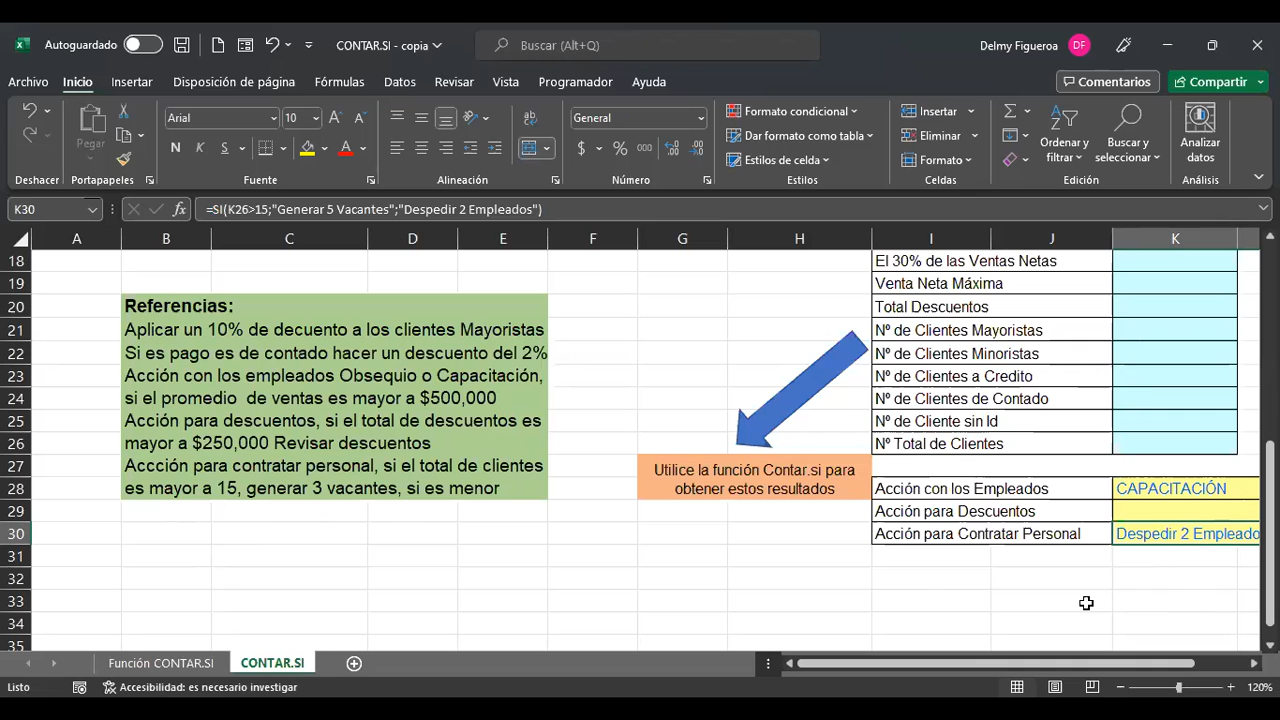 Autoguardado
CONTAR.SI - copia
Buscar (Alt+Q)
Delmy Figueroa
DF
Archivo
Inicio
Insertar
Disposición de página
Fórmulas
Datos
Revisar
Vista
Programador
Ayuda
Comentarios
Compartir
Pegar
Arial
10
N
K
S
General
$
%
000
Formato condicional
Dar formato como tabla
Estilos de celda
Insertar
Eliminar
Formato
Ordenar y
filtrar
Buscar y
seleccionar
Analizar
datos
Deshacer
Portapapeles
Fuente
Alineación
Número
Estilos
Celdas
Edición
Análisis
K30
fx
=SI(K26>15;"Generar 5 Vacantes";"Despedir 2 Empleados")
A B C D E F G H I J K
18 El 30% de las Ventas Netas
19 Venta Neta Máxima
20 Referencias: Total Descuentos
21 Aplicar un 10% de decuento a los clientes Mayoristas Nº de Clientes Mayoristas
22 Si es pago es de contado hacer un descuento del 2% Nº de Clientes Minoristas
23 Acción con los empleados Obsequio o Capacitación, Nº de Clientes a Credito
24 si el promedio de ventas es mayor a $500,000 Nº de Clientes de Contado
25 Acción para descuentos, si el total de descuentos es Nº de Cliente sin Id
26 mayor a $250,000 Revisar descuentos Nº Total de Clientes
27 Accción para contratar personal, si el total de clientes Utilice la función Contar.si para
28 es mayor a 15, generar 3 vacantes, si es menor obtener estos resultados Acción con los Empleados CAPACITACIÓN
29 Acción para Descuentos
30 Acción para Contratar Personal Despedir 2 Empleado
31
32
33
34
35
Función CONTAR.SI
CONTAR.SI
Listo
Accesibilidad: es necesario investigar
120%